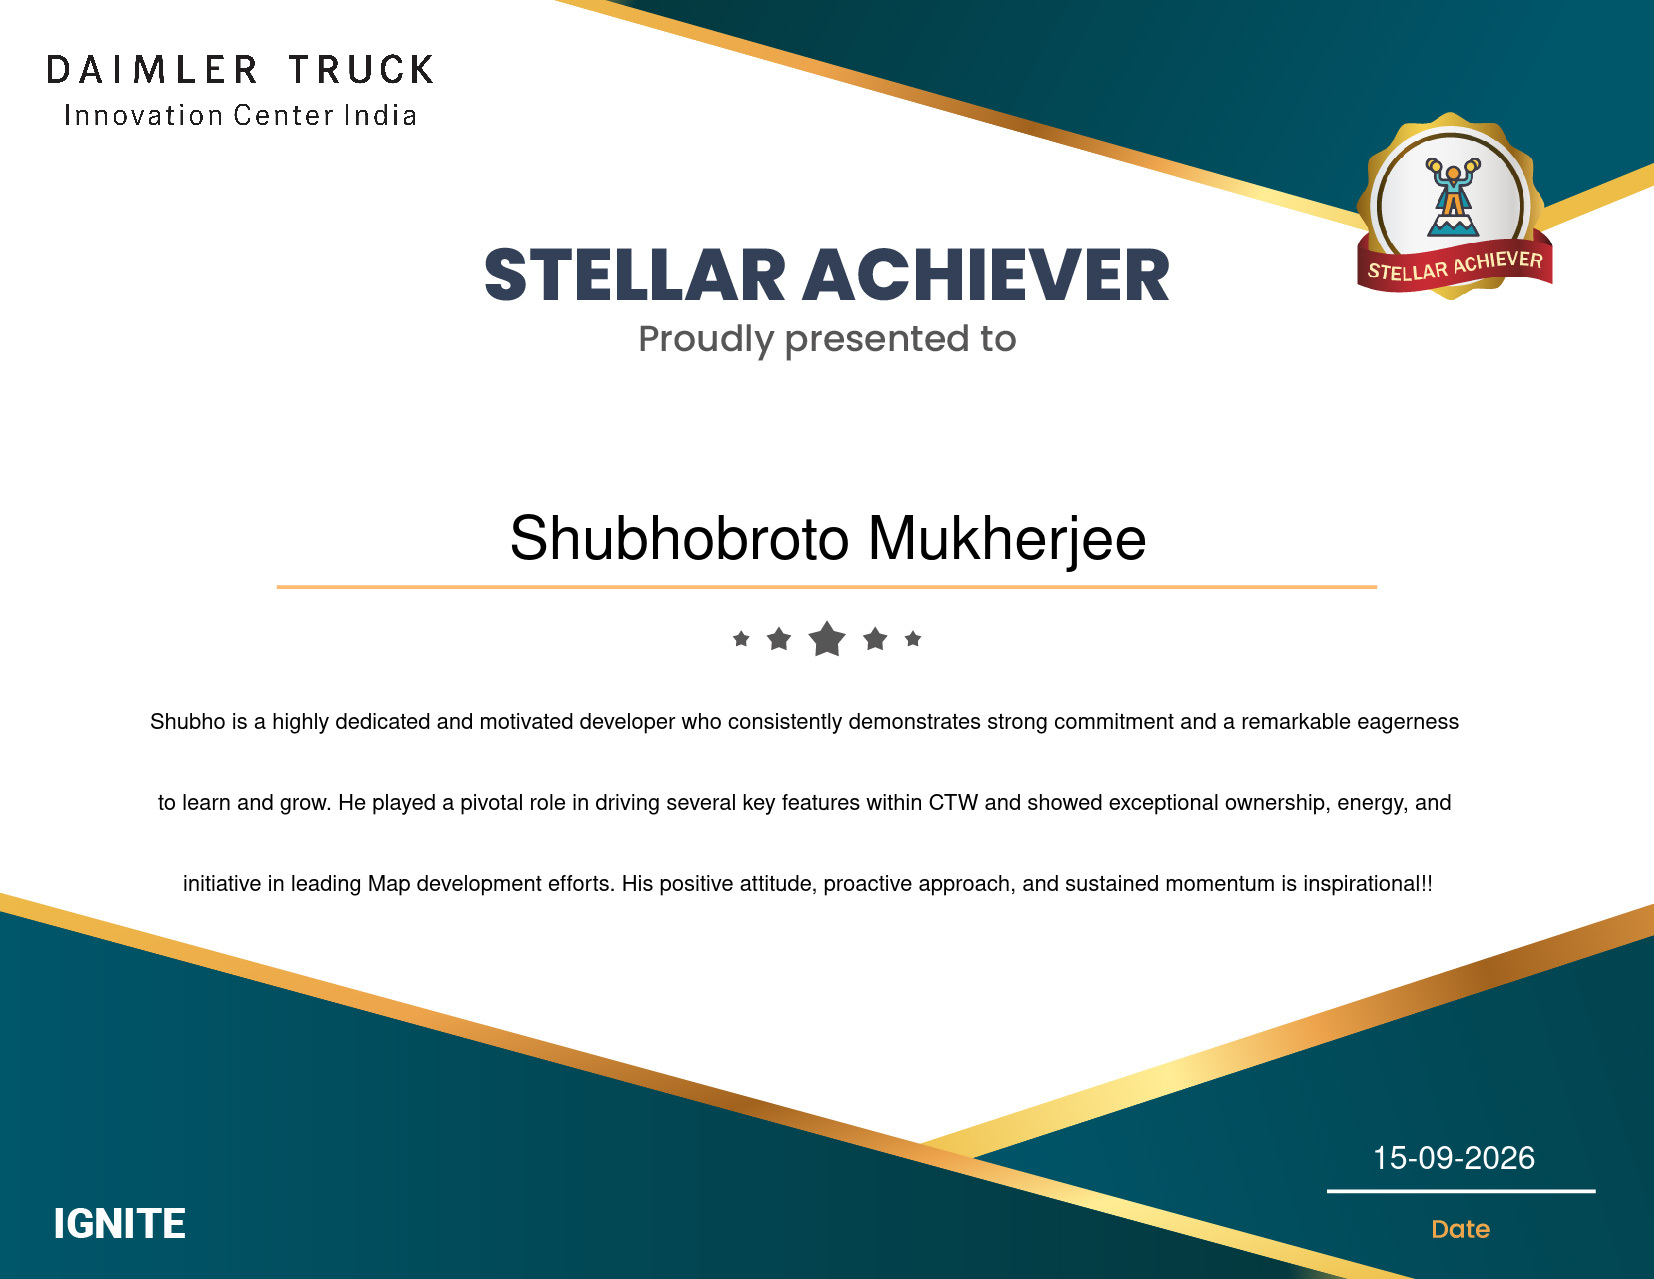 DAIMLER TRUCK
Innovation Center India
STELLAR ACHIEVER
STELLAR ACHIEVER
Proudly presented to
Shubhobroto Mukherjee
Shubho is a highly dedicated and motivated developer who consistently demonstrates strong commitment and a remarkable eagerness
to learn and grow. He played a pivotal role in driving several key features within CTW and showed exceptional ownership, energy, and
initiative in leading Map development efforts. His positive attitude, proactive approach, and sustained momentum is inspirational!!
15-09-2026
IGNITE
Date